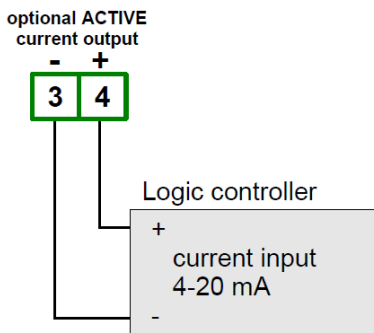 optional ACTIVE
current output
- +
3 4
Logic controller
+
current input
4-20 mA
-